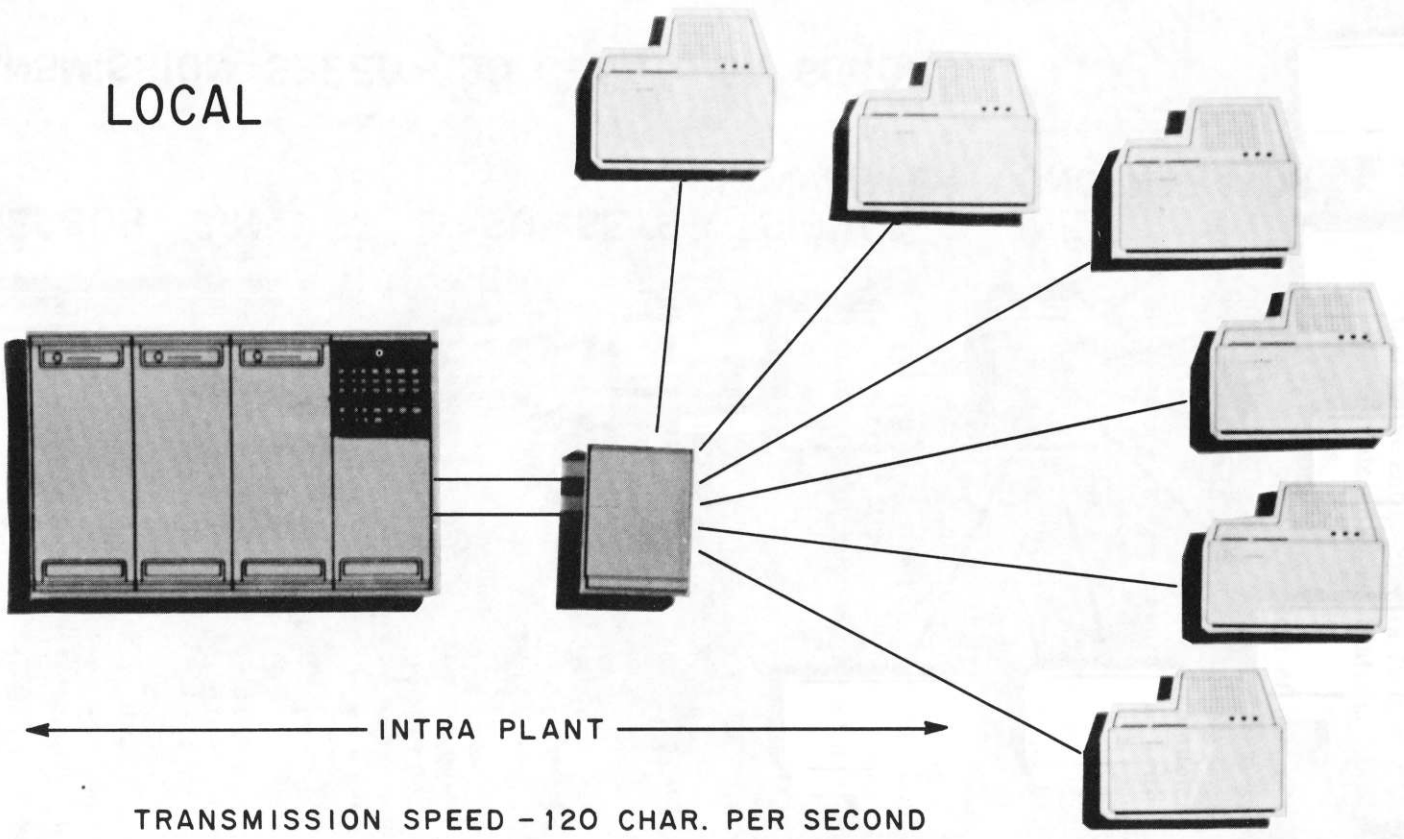 LOCAL
INTRA PLANT
TRANSMISSION SPEED - 120 CHAR. PER SECOND